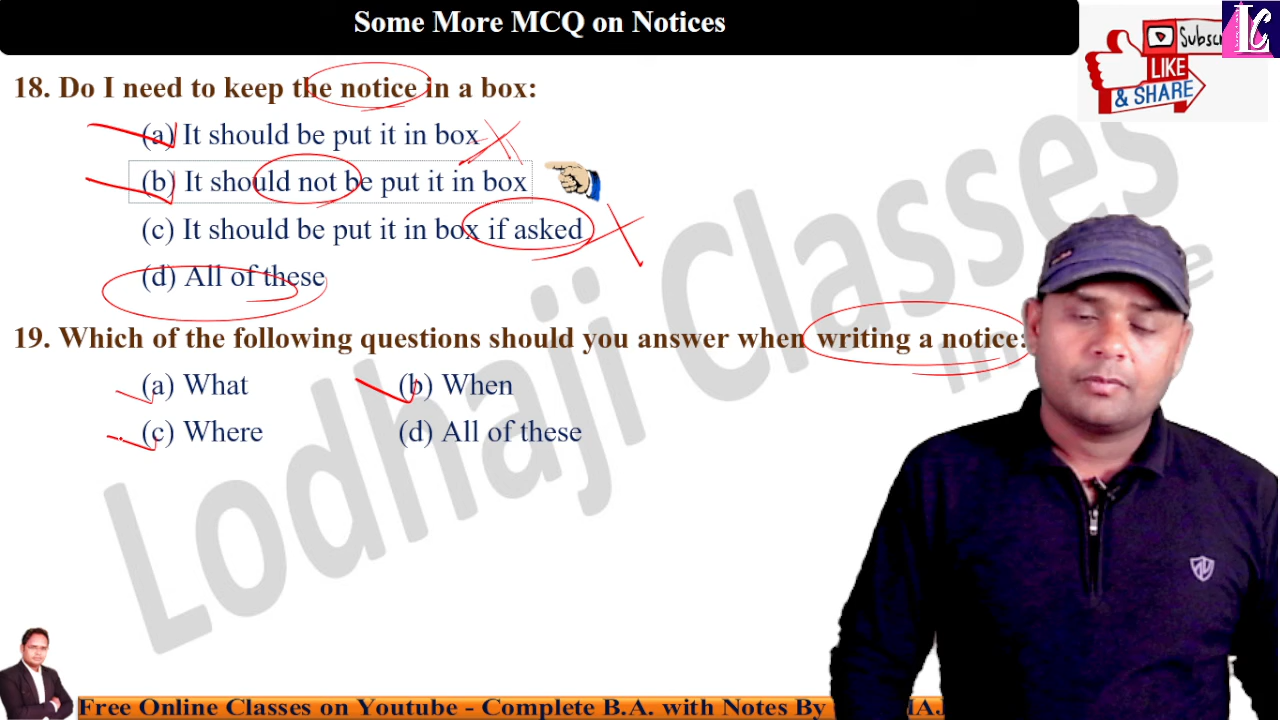 Some More MCQ on Notices
Subscr
LIKE
& SHARE
LC
18. Do I need to keep the notice in a box:
(a) It should be put it in box
(b) It should not be put it in box
(c) It should be put it in box if asked
(d) All of these
19. Which of the following questions should you answer when writing a notice:
(a) What (b) When
(c) Where (d) All of these
Lodhaji Classes
Free Online Classes on Youtube - Complete B.A. with Notes By